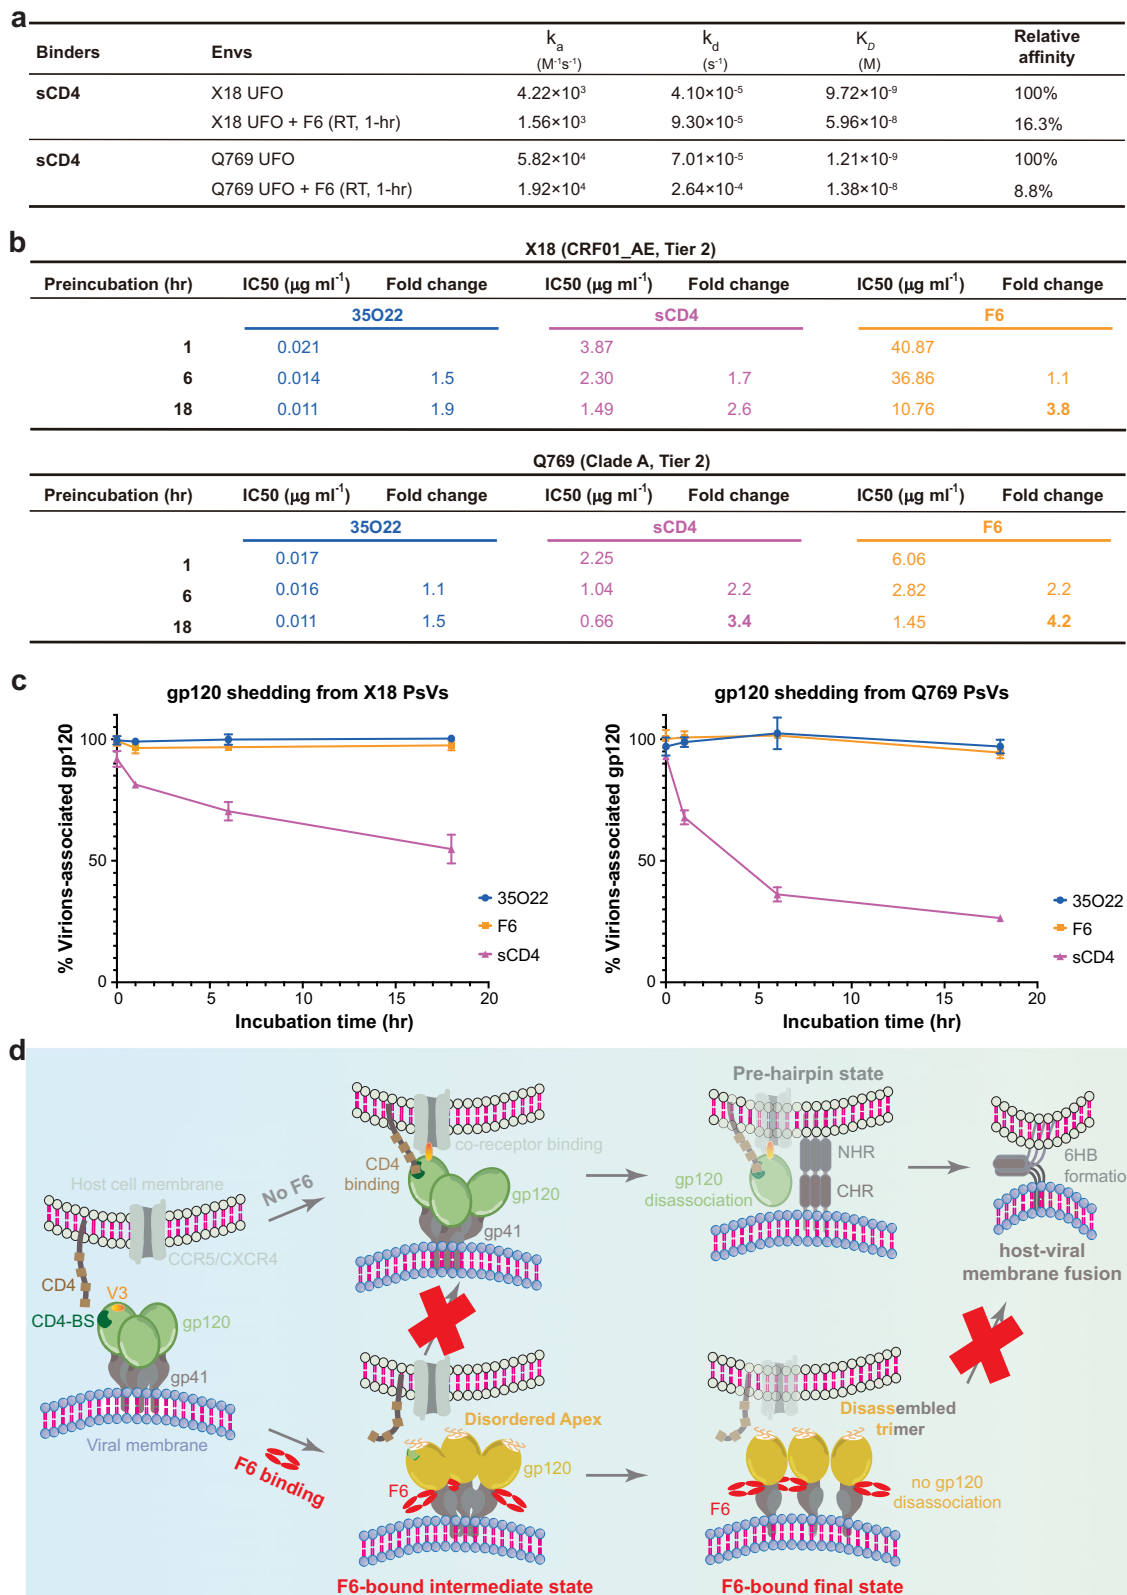 a
Binders Envs ka (M-1s-1) kd (s-1) KD (M) Relative affinity
sCD4 X18 UFO 4.22×10³ 4.10×10⁻⁵ 9.72×10⁻⁹ 100%
X18 UFO + F6 (RT, 1-hr) 1.56×10³ 9.30×10⁻⁵ 5.96×10⁻⁸ 16.3%
sCD4 Q769 UFO 5.82×10⁴ 7.01×10⁻⁵ 1.21×10⁻⁹ 100%
Q769 UFO + F6 (RT, 1-hr) 1.92×10⁴ 2.64×10⁻⁴ 1.38×10⁻⁸ 8.8%
b
X18 (CRF01_AE, Tier 2)
Preincubation (hr) IC50 (µg ml⁻¹) Fold change IC50 (µg ml⁻¹) Fold change IC50 (µg ml⁻¹) Fold change
35O22 sCD4 F6
1 0.021 3.87 40.87
6 0.014 1.5 2.30 1.7 36.86 1.1
18 0.011 1.9 1.49 2.6 10.76 3.8
Q769 (Clade A, Tier 2)
Preincubation (hr) IC50 (µg ml⁻¹) Fold change IC50 (µg ml⁻¹) Fold change IC50 (µg ml⁻¹) Fold change
35O22 sCD4 F6
1 0.017 2.25 6.06
6 0.016 1.1 1.04 2.2 2.82 2.2
18 0.011 1.5 0.66 3.4 1.45 4.2
c
gp120 shedding from X18 PsVs
% Virions-associated gp120
100
50
0
0 5 10 15 20
Incubation time (hr)
35O22
F6
sCD4
gp120 shedding from Q769 PsVs
% Virions-associated gp120
100
50
0
0 5 10 15 20
Incubation time (hr)
35O22
F6
sCD4
d
Host cell membrane
CCR5/CXCR4
CD4
V3
CD4-BS
gp120
gp41
Viral membrane
No F6
F6 binding
co-receptor binding
CD4
binding
gp120
gp41
Pre-hairpin state
gp120
disassociation
NHR
CHR
6HB
formatio
host-viral
membrane fusion
Disordered Apex
gp120
F6
F6-bound intermediate state
Disassembled
trimer
F6
no gp120
disassociation
F6-bound final state